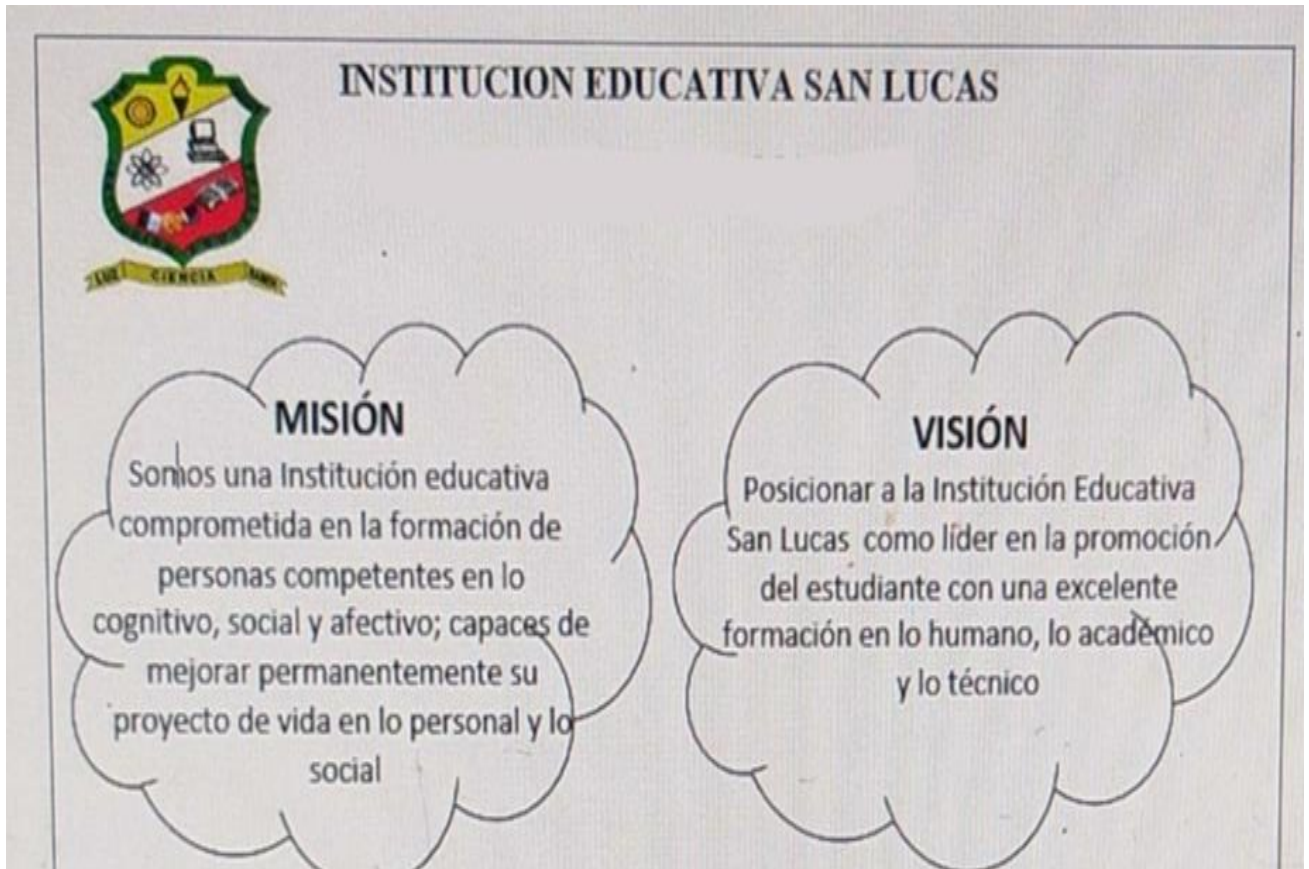 INSTITUCION EDUCATIVA SAN LUCAS
LUZ CIENCIA
MISIÓN
Somos una Institución educativa
comprometida en la formación de
personas competentes en lo
cognitivo, social y afectivo; capaces de
mejorar permanentemente su
proyecto de vida en lo personal y lo
social
VISIÓN
Posicionar a la Institución Educativa
San Lucas como líder en la promoción
del estudiante con una excelente
formación en lo humano, lo académico
y lo técnico